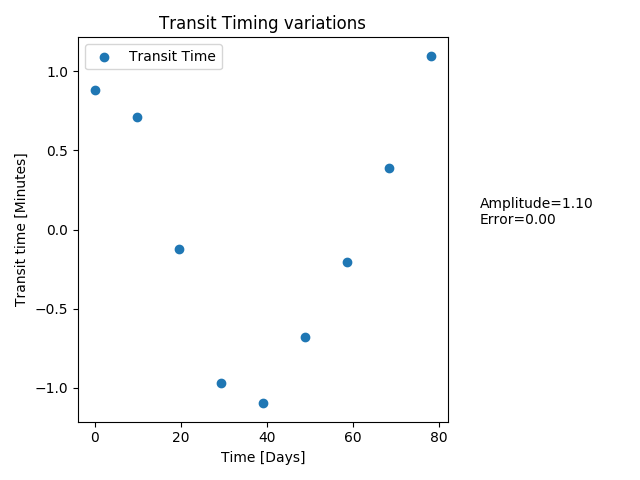 Transit Timing variations
Transit Time
1.0
0.5
0.0
−0.5
−1.0
Transit time [Minutes]
0
20
40
60
80
Time [Days]
Amplitude=1.10
Error=0.00